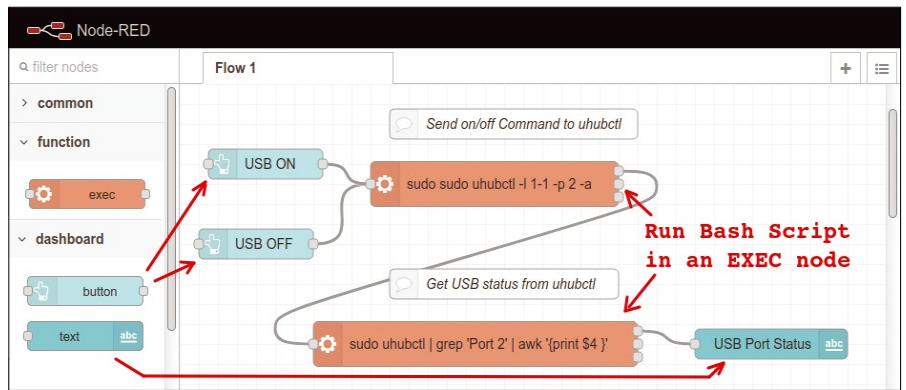 Node-RED
filter nodes
Flow 1
common
function
exec
dashboard
button
text abc
Send on/off Command to uhubctl
USB ON
sudo sudo uhubctl -l 1-1 -p 2 -a
USB OFF
Run Bash Script
in an EXEC node
Get USB status from uhubctl
sudo uhubctl | grep 'Port 2' | awk '{print $4 }'
USB Port Status abc